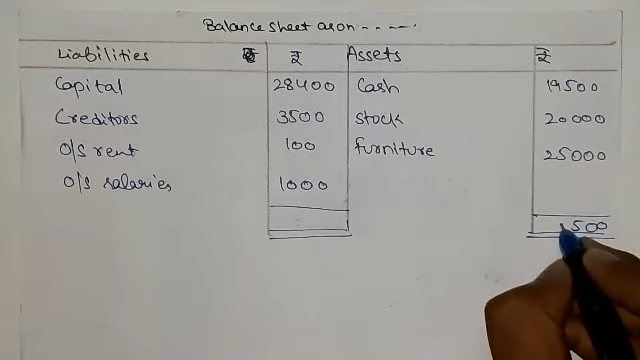 Balance sheet as on -----.
Liabilities ₹ Assets ₹
Capital 28400 Cash 19500
Creditors 3500 Stock 20000
O/S rent 100 furniture 25000
O/S salaries 1000
500